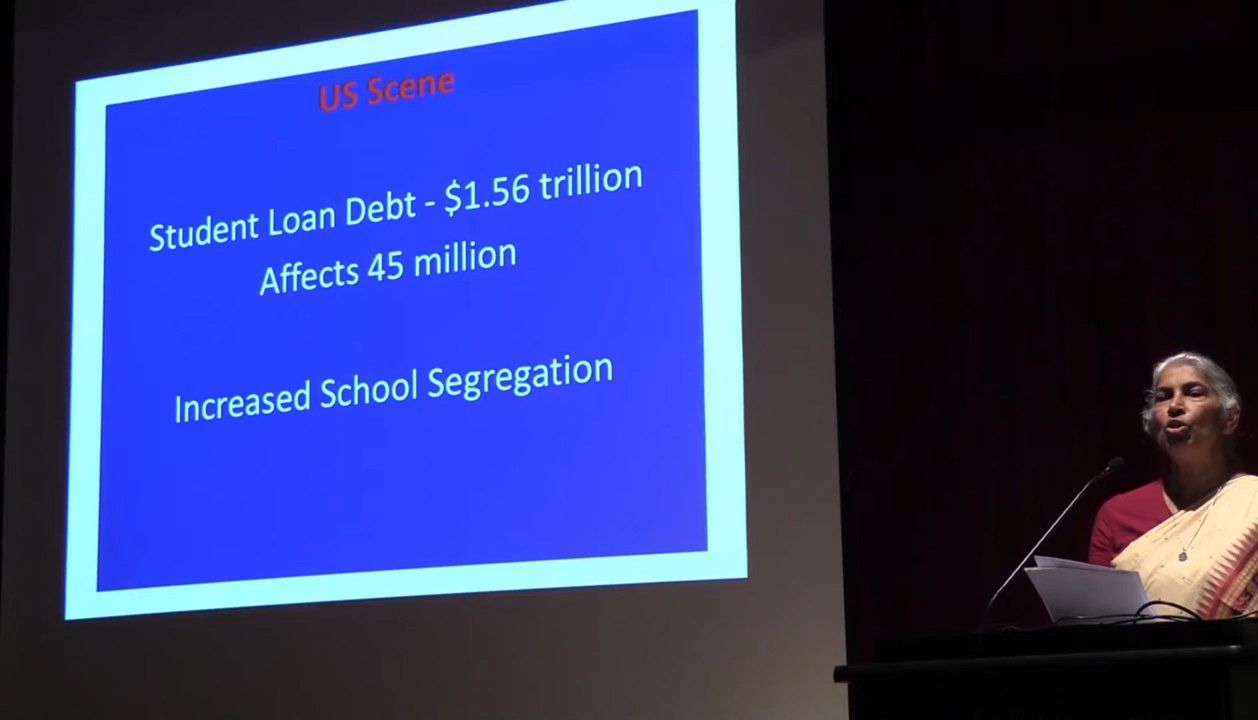 US Scene
Student Loan Debt - $1.56 trillion
Affects 45 million
Increased School Segregation